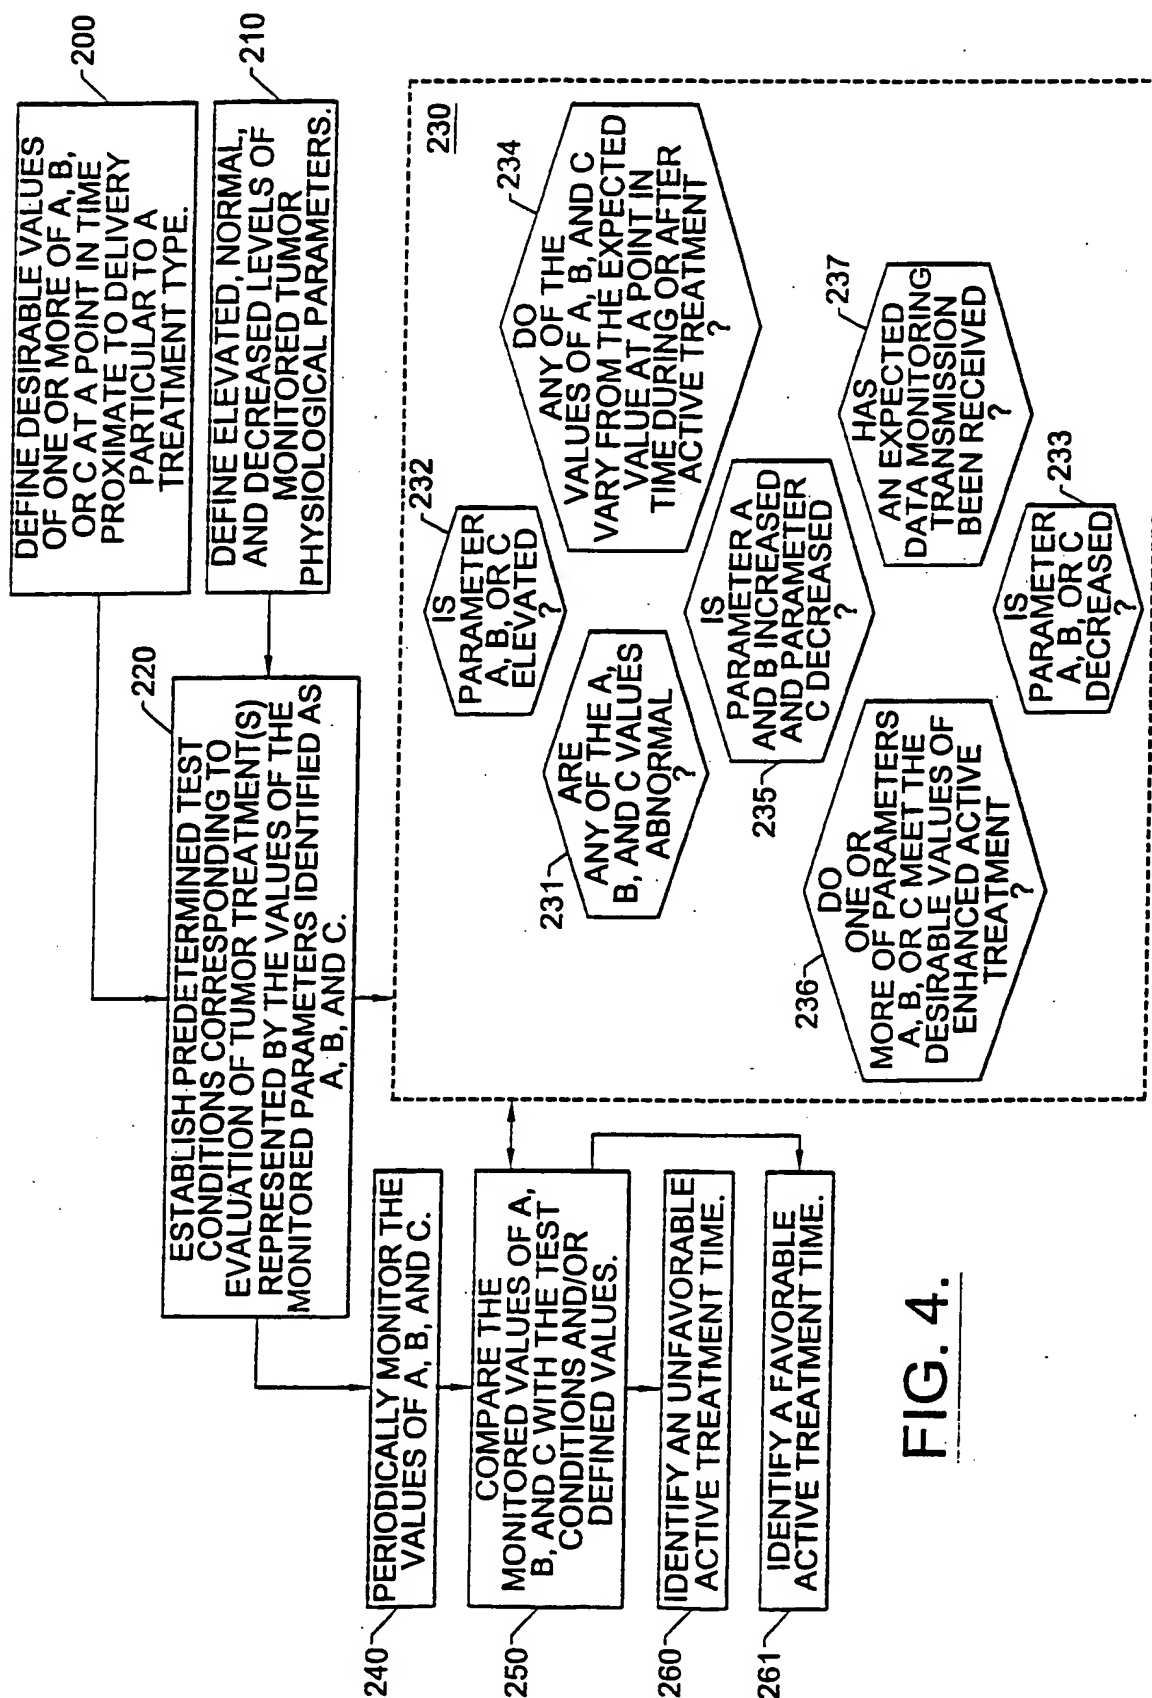 DEFINE DESIRABLE VALUES
OF ONE OR MORE OF A, B,
OR C AT A POINT IN TIME
PROXIMATE TO DELIVERY
PARTICULAR TO A
TREATMENT TYPE.
200
DEFINE ELEVATED, NORMAL,
AND DECREASED LEVELS OF
MONITORED TUMOR
PHYSIOLOGICAL PARAMETERS.
210
220
ESTABLISH PREDETERMINED TEST
CONDITIONS CORRESPONDING TO
EVALUATION OF TUMOR TREATMENT(S)
REPRESENTED BY THE VALUES OF THE
MONITORED PARAMETERS IDENTIFIED AS
A, B, AND C.
230
232
IS
PARAMETER
A, B, OR C
ELEVATED
?
234
DO
ANY OF THE
VALUES OF A, B, AND C
VARY FROM THE EXPECTED
VALUE AT A POINT IN
TIME DURING OR AFTER
ACTIVE TREATMENT
?
231
ARE
ANY OF THE A,
B, AND C VALUES
ABNORMAL
?
235
IS
PARAMETER A
AND B INCREASED
AND PARAMETER
C DECREASED
?
237
HAS
AN EXPECTED
DATA MONITORING
TRANSMISSION
BEEN RECEIVED
?
236
DO
ONE OR
MORE OF PARAMETERS
A, B, OR C MEET THE
DESIRABLE VALUES OF
ENHANCED ACTIVE
TREATMENT
?
233
IS
PARAMETER
A, B, OR C
DECREASED
?
240
PERIODICALLY MONITOR THE
VALUES OF A, B, AND C.
250
COMPARE THE
MONITORED VALUES OF A,
B, AND C WITH THE TEST
CONDITIONS AND/OR
DEFINED VALUES.
260
IDENTIFY AN UNFAVORABLE
ACTIVE TREATMENT TIME.
261
IDENTIFY A FAVORABLE
ACTIVE TREATMENT TIME.
FIG. 4.